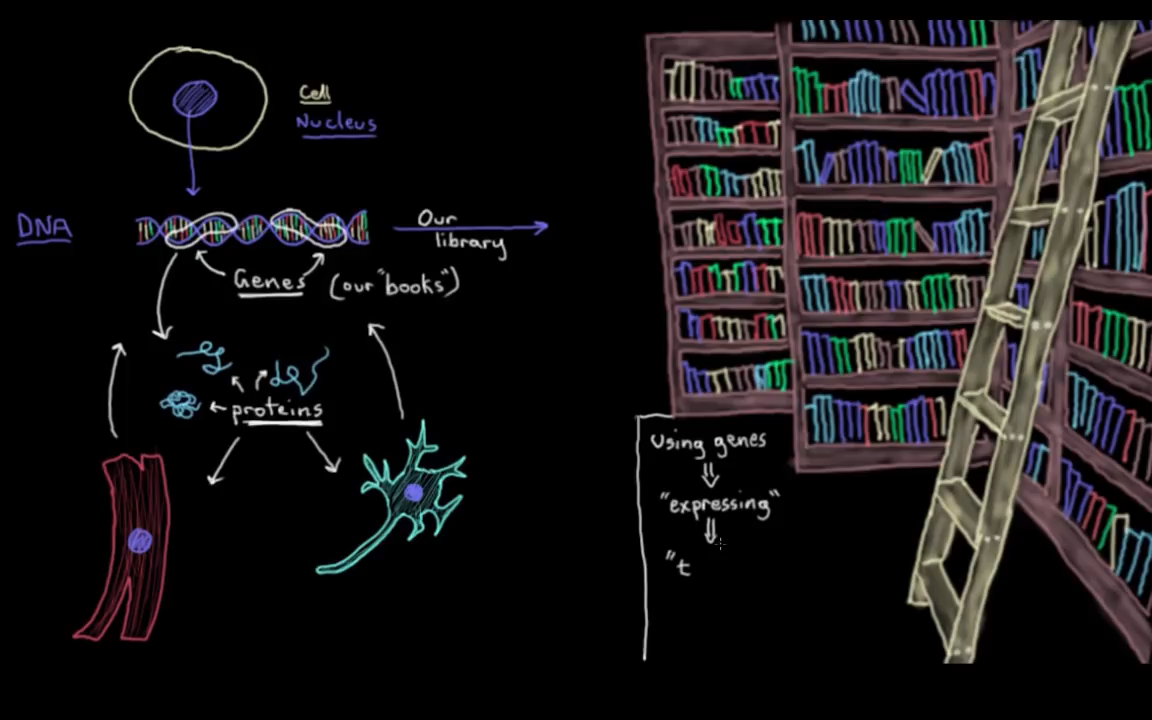 Cell
Nucleus
DNA
Our
library
Genes
(our "books")
proteins
Using genes
"expressing"
"t